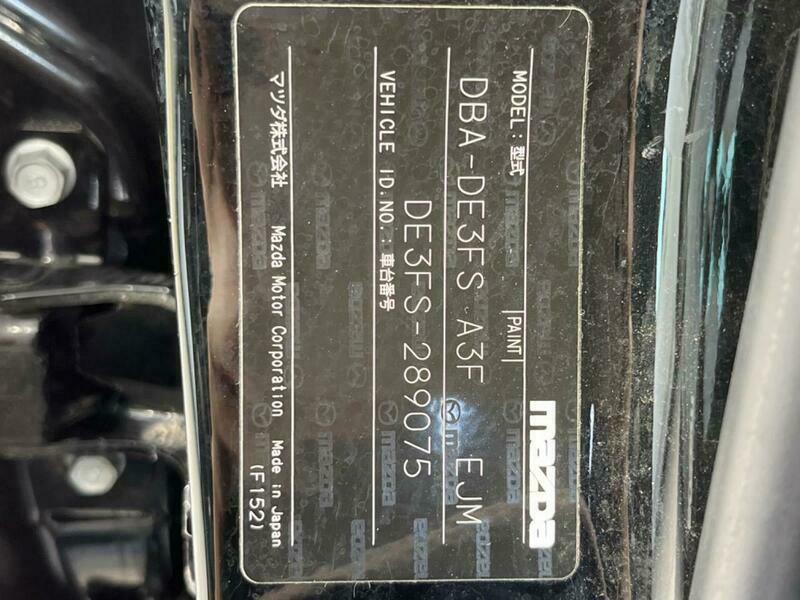 mazda
MODEL:型式 PAINT
DBA-DE3FS A3F EJM
VEHICLE ID.NO.:車台番号
DE3FS-289075
マツダ株式会社 Mazda Motor Corporation Made in Japan
(F152)